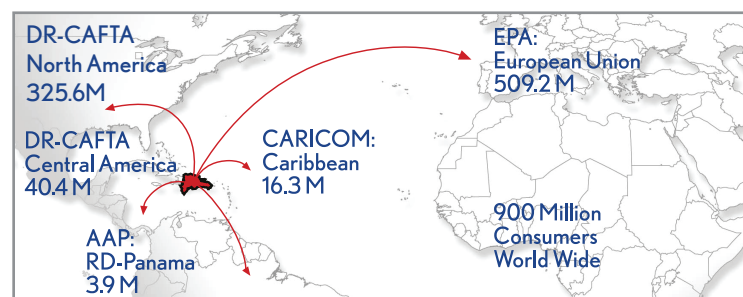 DR-CAFTA
North America
325.6M
EPA:
European Union
509.2 M
DR-CAFTA
Central America
40.4 M
CARICOM:
Caribbean
16.3 M
AAP:
RD-Panama
3.9 M
900 Million
Consumers
World Wide